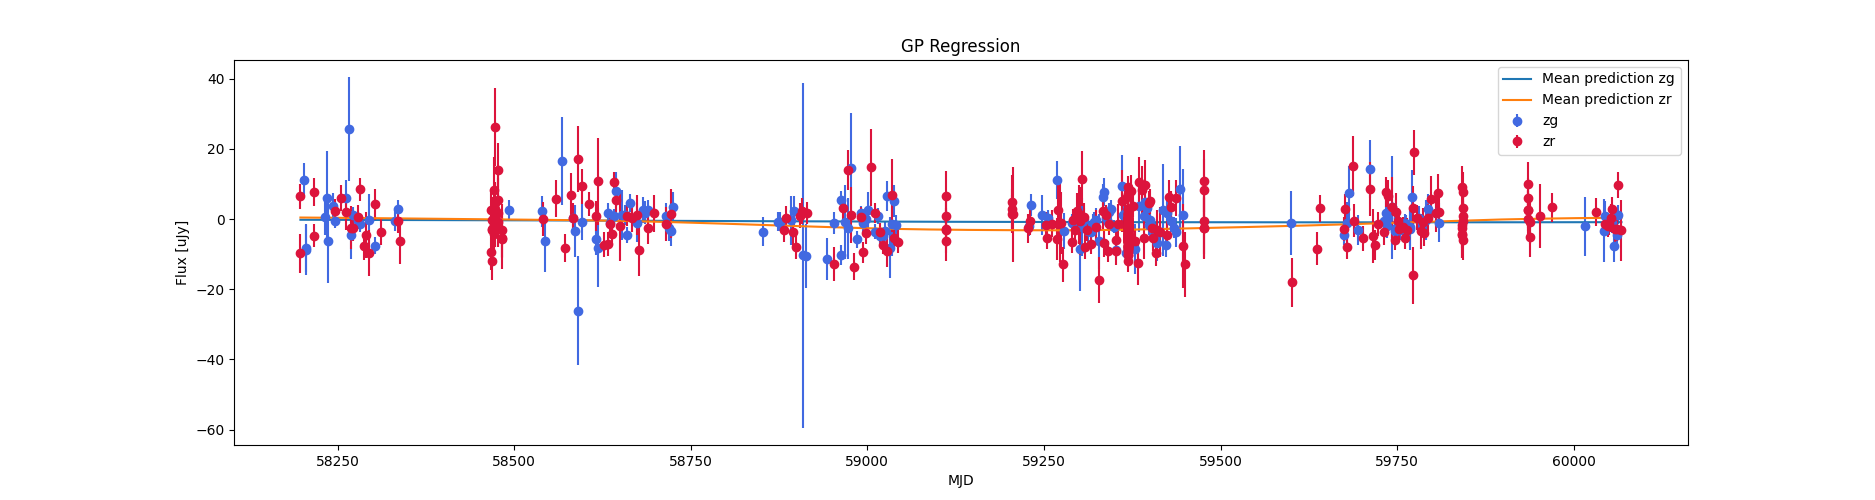 GP Regression
Mean prediction zg
Mean prediction zr
zg
zr
40
20
0
−20
−40
−60
Flux [uJy]
58250 58500 58750 59000 59250 59500 59750 60000
MJD